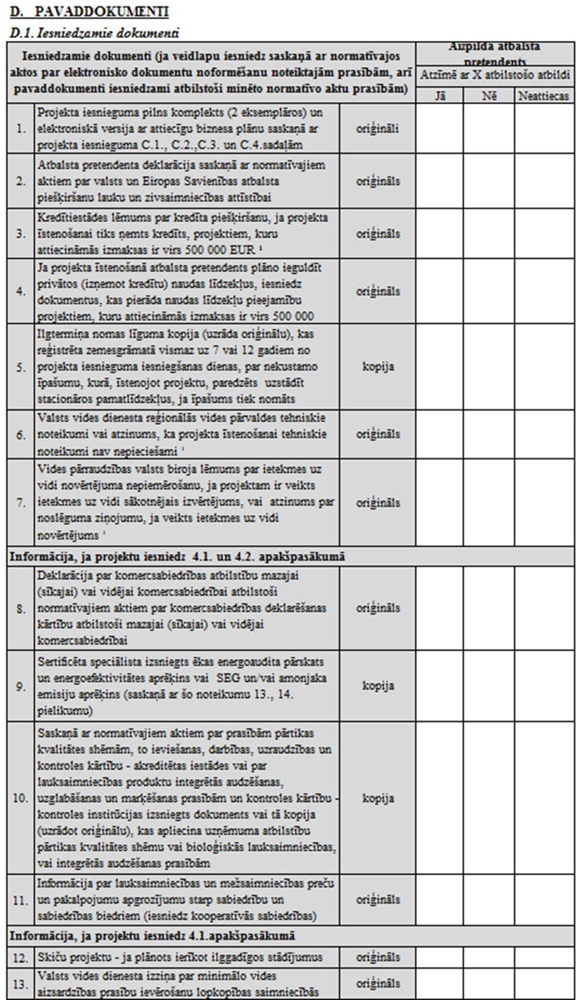 D. PAVADDOKUMENTI
D.1. Iesniedzamie dokumenti
Iesniedzamie dokumenti (ja veidlapu iesniedz saskaņā ar normatīvajos
aktos par elektronisko dokumentu noformēšanu noteiktajām prasībām, arī
pavaddokumenti iesniedzami atbilstoši minēto normatīvo aktu prasībām)
Aizpilda atbalsta
pretendents
Atzīmē ar X atbilstošo atbildi
Jā Nē Neattiecas
1. Projekta iesnieguma pilns komplekts (2 eksemplāros) un
elektroniskā versija ar attiecīgu biznesa plānu saskaņā ar
projekta iesnieguma C.1., C.2.,C.3. un C.4.sadaļām
oriģināli
2. Atbalsta pretendenta deklarācija saskaņā ar normatīvajiem
aktiem par valsts un Eiropas Savienības atbalsta
piešķiršanu lauku un zivsaimniecības attīstībai
oriģināls
3. Kredītiestādes lēmums par kredīta piešķiršanu, ja projekta
īstenošanai tiks ņemts kredīts, projektiem, kuru
attiecināmās izmaksas ir virs 500 000 EUR ¹
oriģināls
4. Ja projekta īstenošanā atbalsta pretendents plāno ieguldīt
privātos (izņemot kredītu) naudas līdzekļus, iesniedz
dokumentus, kas pierāda naudas līdzekļu pieejamību
projektiem, kuru attiecināmās izmaksas ir virs 500 000
oriģināls
5. Ilgtermiņa nomas līguma kopija (uzrāda oriģinālu), kas
reģistrēta zemesgrāmatā vismaz uz 7 vai 12 gadiem no
projekta iesnieguma iesniegšanas dienas, par nekustamo
īpašumu, kurā, īstenojot projektu, paredzēts uzstādīt
stacionāros pamatlīdzekļus, ja īpašums tiek nomāts
kopija
6. Valsts vides dienesta reģionālās vides pārvaldes tehniskie
noteikumi vai atzinums, ka projekta īstenošanai tehniskie
noteikumi nav nepieciešami ¹
oriģināls
7. Vides pārraudzības valsts biroja lēmums par ietekmes uz
vidi novērtējuma nepiemērošanu, ja projektam ir veikts
ietekmes uz vidi sākotnējais izvērtējums, vai atzinums par
noslēguma ziņojumu, ja veikts ietekmes uz vidi
novērtējums ¹
oriģināls
Informācija, ja projektu iesniedz 4.1. un 4.2. apakšpasākumā
8. Deklarācija par komercsabiedrības atbilstību mazajai
(sīkajai) vai vidējai komercsabiedrībai atbilstoši
normatīvajiem aktiem par komercsabiedrības deklarēšanas
kārtību atbilstoši mazajai (sīkajai) vai vidējai
komercsabiedrībai
oriģināls
9. Sertificēta speciālista izsniegts ēkas energoaudita pārskats
un energoefektivitātes aprēķins vai SEG un/vai amonjaka
emisiju aprēķins (saskaņā ar šo noteikumu 13., 14.
pielikumu)
kopija
10. Saskaņā ar normatīvajiem aktiem par prasībām pārtikas
kvalitātes shēmām, to ieviešanas, darbības, uzraudzības un
kontroles kārtību - akreditētas iestādes vai par
lauksaimniecības produktu integrētās audzēšanas,
uzglabāšanas un marķēšanas prasībām un kontroles kārtību -
kontroles institūcijas izsniegts dokuments vai tā kopija
(uzrādot oriģinālu), kas apliecina uzņēmuma atbilstību
pārtikas kvalitātes shēmu vai bioloģiskās lauksaimniecības,
vai integrētās audzēšanas prasībām
kopija
11. Informācija par lauksaimniecības un mežsaimniecības preču
un pakalpojumu apgrozījumu starp sabiedrību un
sabiedrības biedriem (iesniedz kooperatīvās sabiedrības)
oriģināls
Informācija, ja projektu iesniedz 4.1.apakšpasākumā
12. Skiču projektu - ja plānots ierīkot ilggadīgos stādījumus
oriģināls
13. Valsts vides dienesta izziņa par minimālo vides
aizsardzības prasību ievērošanu lopkopības saimniecībās
oriģināls